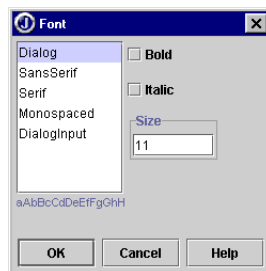 Font
Dialog
SansSerif
Serif
Monospaced
DialogInput
Bold
Italic
Size
11
aAbBcCdDeEfFgGhH
OK
Cancel
Help